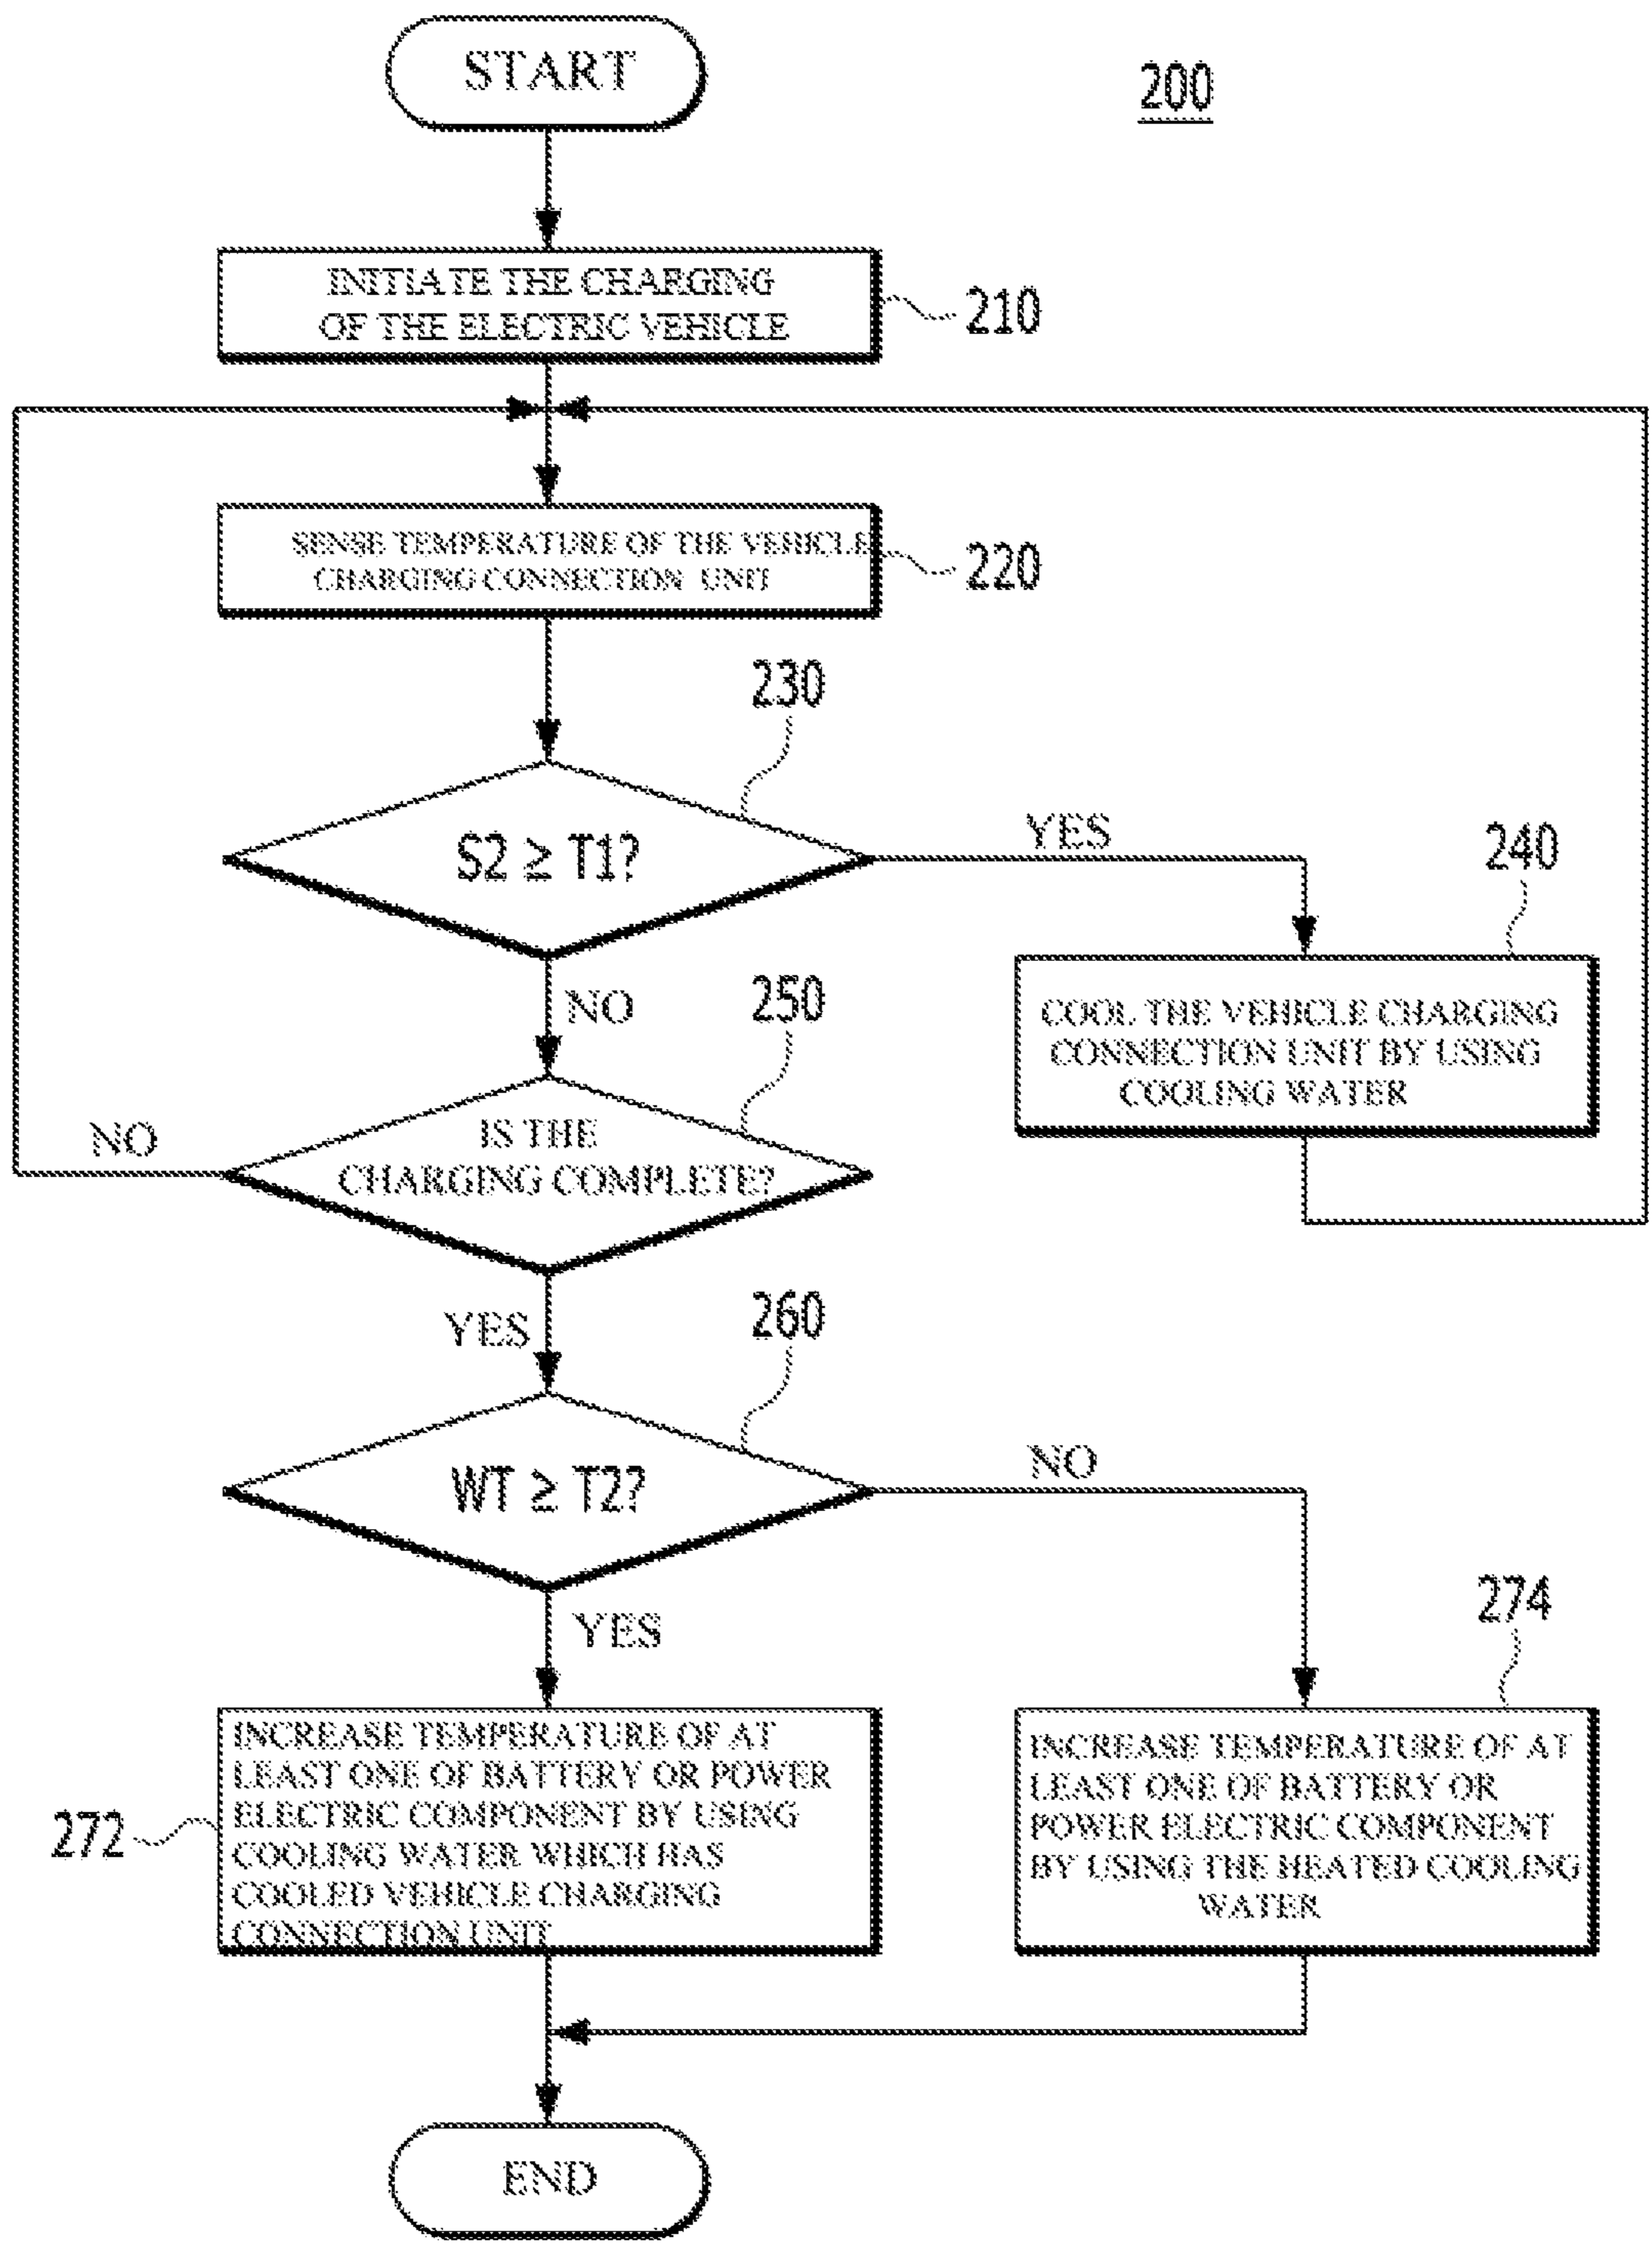 START
200
INITIATE THE CHARGING
OF THE ELECTRIC VEHICLE
210
SENSE TEMPERATURE OF THE VEHICLE
CHARGING CONNECTION UNIT
220
230
S2 ≥ T1?
YES
240
NO
COOL THE VEHICLE CHARGING
CONNECTION UNIT BY USING
COOLING WATER
250
IS THE
CHARGING COMPLETE?
NO
YES
260
WT ≥ T2?
NO
YES
274
272
INCREASE TEMPERATURE OF AT
LEAST ONE OF BATTERY OR POWER
ELECTRIC COMPONENT BY USING
COOLING WATER WHICH HAS
COOLED VEHICLE CHARGING
CONNECTION UNIT
INCREASE TEMPERATURE OF AT
LEAST ONE OF BATTERY OR
POWER ELECTRIC COMPONENT
BY USING THE HEATED COOLING
WATER
END